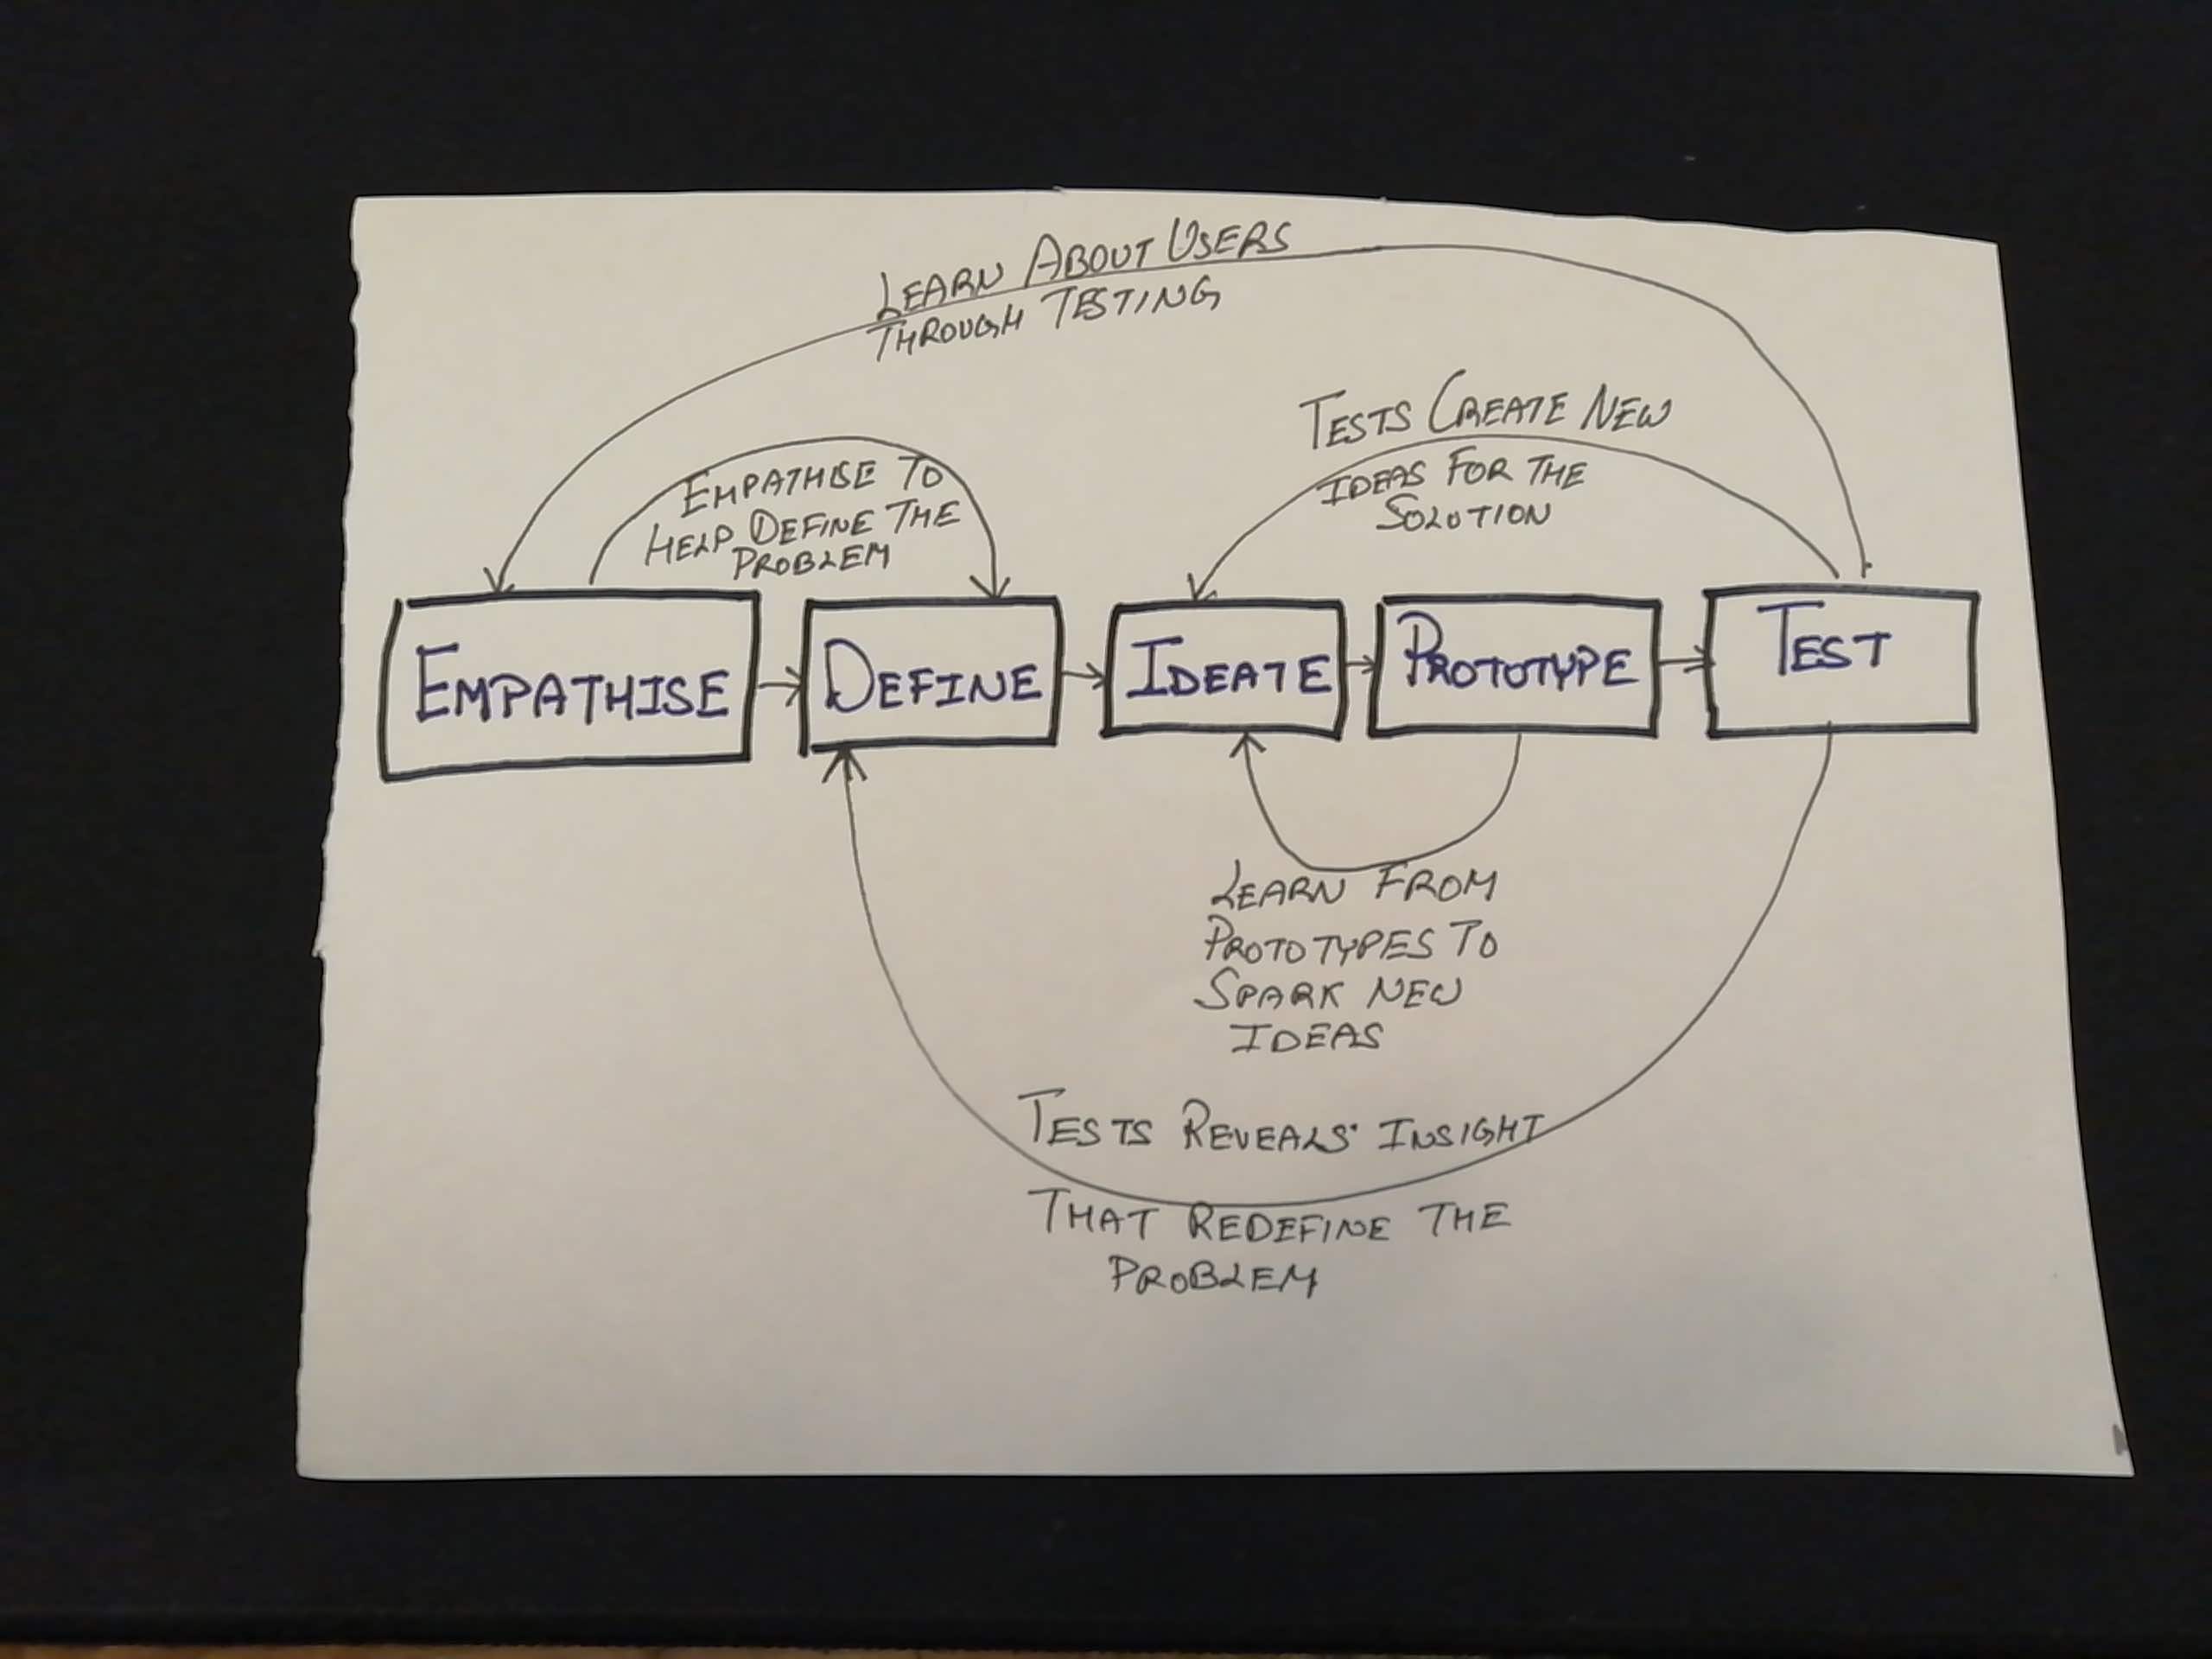 LEARN ABOUT USERS
THROUGH TESTING
TESTS CREATE NEW
IDEAS FOR THE
SOLUTION
EMPATHISE TO
HELP DEFINE THE
PROBLEM
EMPATHISE
DEFINE
IDEATE
PROTOTYPE
TEST
LEARN FROM
PROTOTYPES TO
SPARK NEW
IDEAS
TESTS REVEALS INSIGHT
THAT REDEFINE THE
PROBLEM